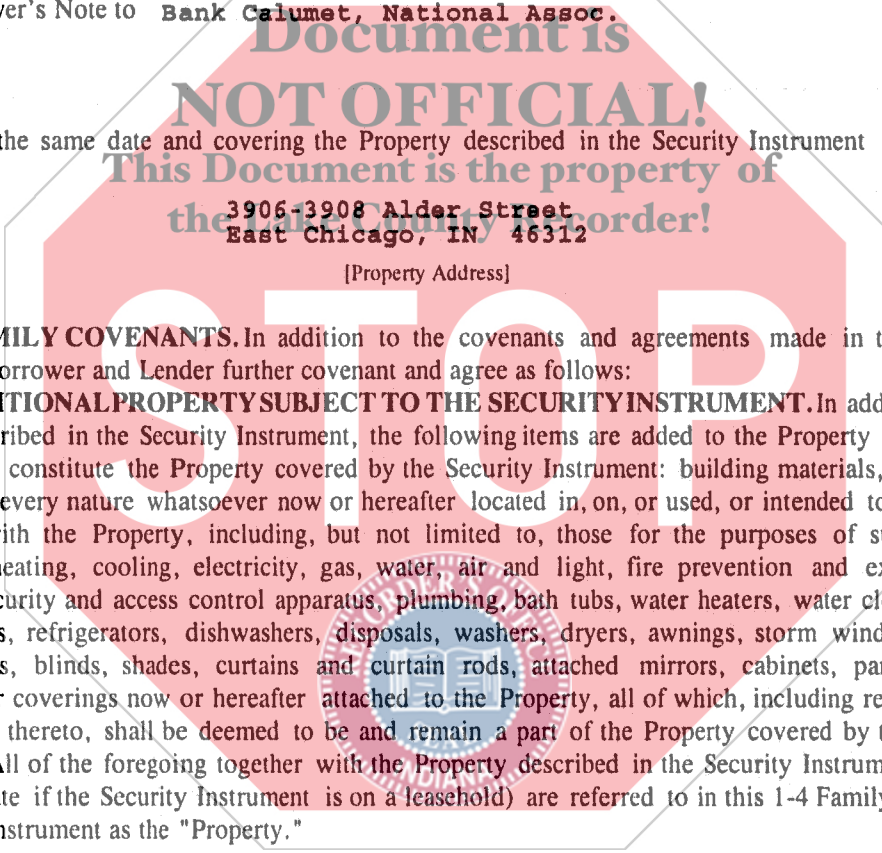 er's Note to Bank Calumet, National Assoc.
Document is
NOT OFFICIAL!
the same date and covering the Property described in the Security Instrument
This Document is the property of
the Lake County Recorder!
3906-3908 Alder Street
East Chicago, IN 46312
[Property Address]
STOP
MILY COVENANTS. In addition to the covenants and agreements made in t
orrower and Lender further covenant and agree as follows:
ITIONAL PROPERTY SUBJECT TO THE SECURITY INSTRUMENT. In add
ribed in the Security Instrument, the following items are added to the Property
constitute the Property covered by the Security Instrument: building materials,
every nature whatsoever now or hereafter located in, on, or used, or intended to
ith the Property, including, but not limited to, those for the purposes of su
eating, cooling, electricity, gas, water, air and light, fire prevention and ex
curity and access control apparatus, plumbing, bath tubs, water heaters, water cl
s, refrigerators, dishwashers, disposals, washers, dryers, awnings, storm wind
s, blinds, shades, curtains and curtain rods, attached mirrors, cabinets, pa
r coverings now or hereafter attached to the Property, all of which, including re
thereto, shall be deemed to be and remain a part of the Property covered by t
All of the foregoing together with the Property described in the Security Instrum
te if the Security Instrument is on a leasehold) are referred to in this 1-4 Family
nstrument as the "Property."
INDIANA